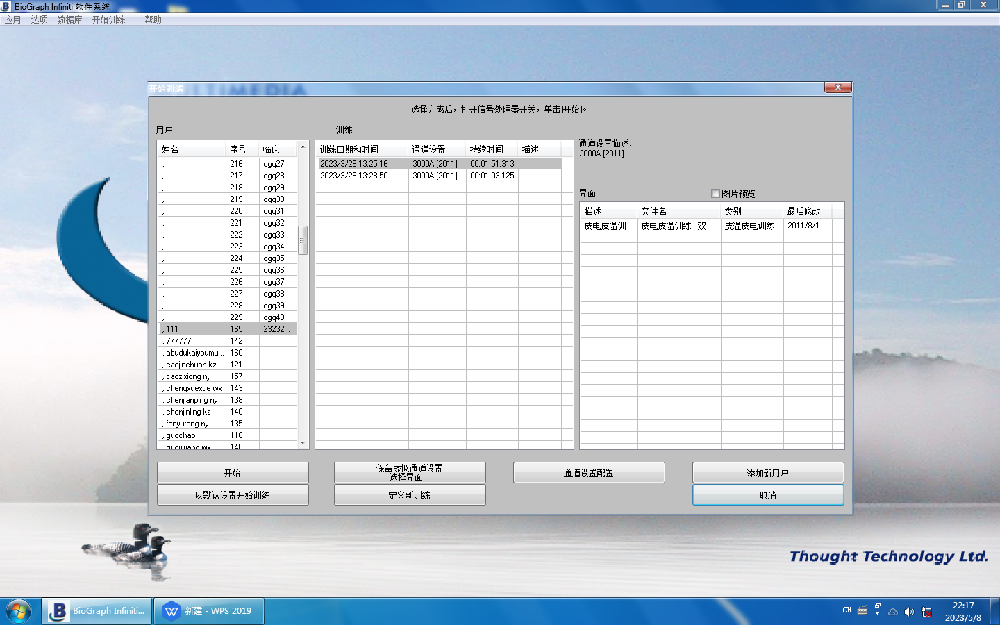 BioGraph Infiniti 软件系统
应用 选项 数据库 开始训练 帮助
开始训练
选择完成后，打开信号处理器开关，单击I开始I。
用户
姓名 序号 临床...
, 216 qgq27
, 217 qgq28
, 218 qgq29
, 219 qgq30
, 220 qgq31
, 221 qgq32
, 222 qgq33
, 223 qgq34
, 224 qgq35
, 225 qgq36
, 226 qgq37
, 227 qgq38
, 228 qgq39
, 229 qgq40
, 111 165 23232...
, 777777 142
, abudukaiyoumu... 160
, caojinchuan kz 121
, caozixiong ny 157
, chengxuexue wx 143
, chenjianping ny 138
, chenjinling kz 140
, fanyurong ny 135
, guochao 110
训练
训练日期和时间 通道设置 持续时间 描述
2023/3/28 13:25:16 3000A [2011] 00:01:51.313
2023/3/28 13:28:50 3000A [2011] 00:01:03.125
通道设置描述:
3000A [2011]
界面 图片预览
描述 文件名 类别 最后修改...
皮电皮温训... 皮电皮温训练 - 双... 皮温皮电训练 2011/8/1...
开始
保留虚拟通道设置
选择界面...
通道设置配置
添加新用户
以默认设置开始训练
定义新训练
取消
Thought Technology Ltd.
BioGraph Infiniti...
新建 - WPS 2019
CH
22:17
2023/5/8